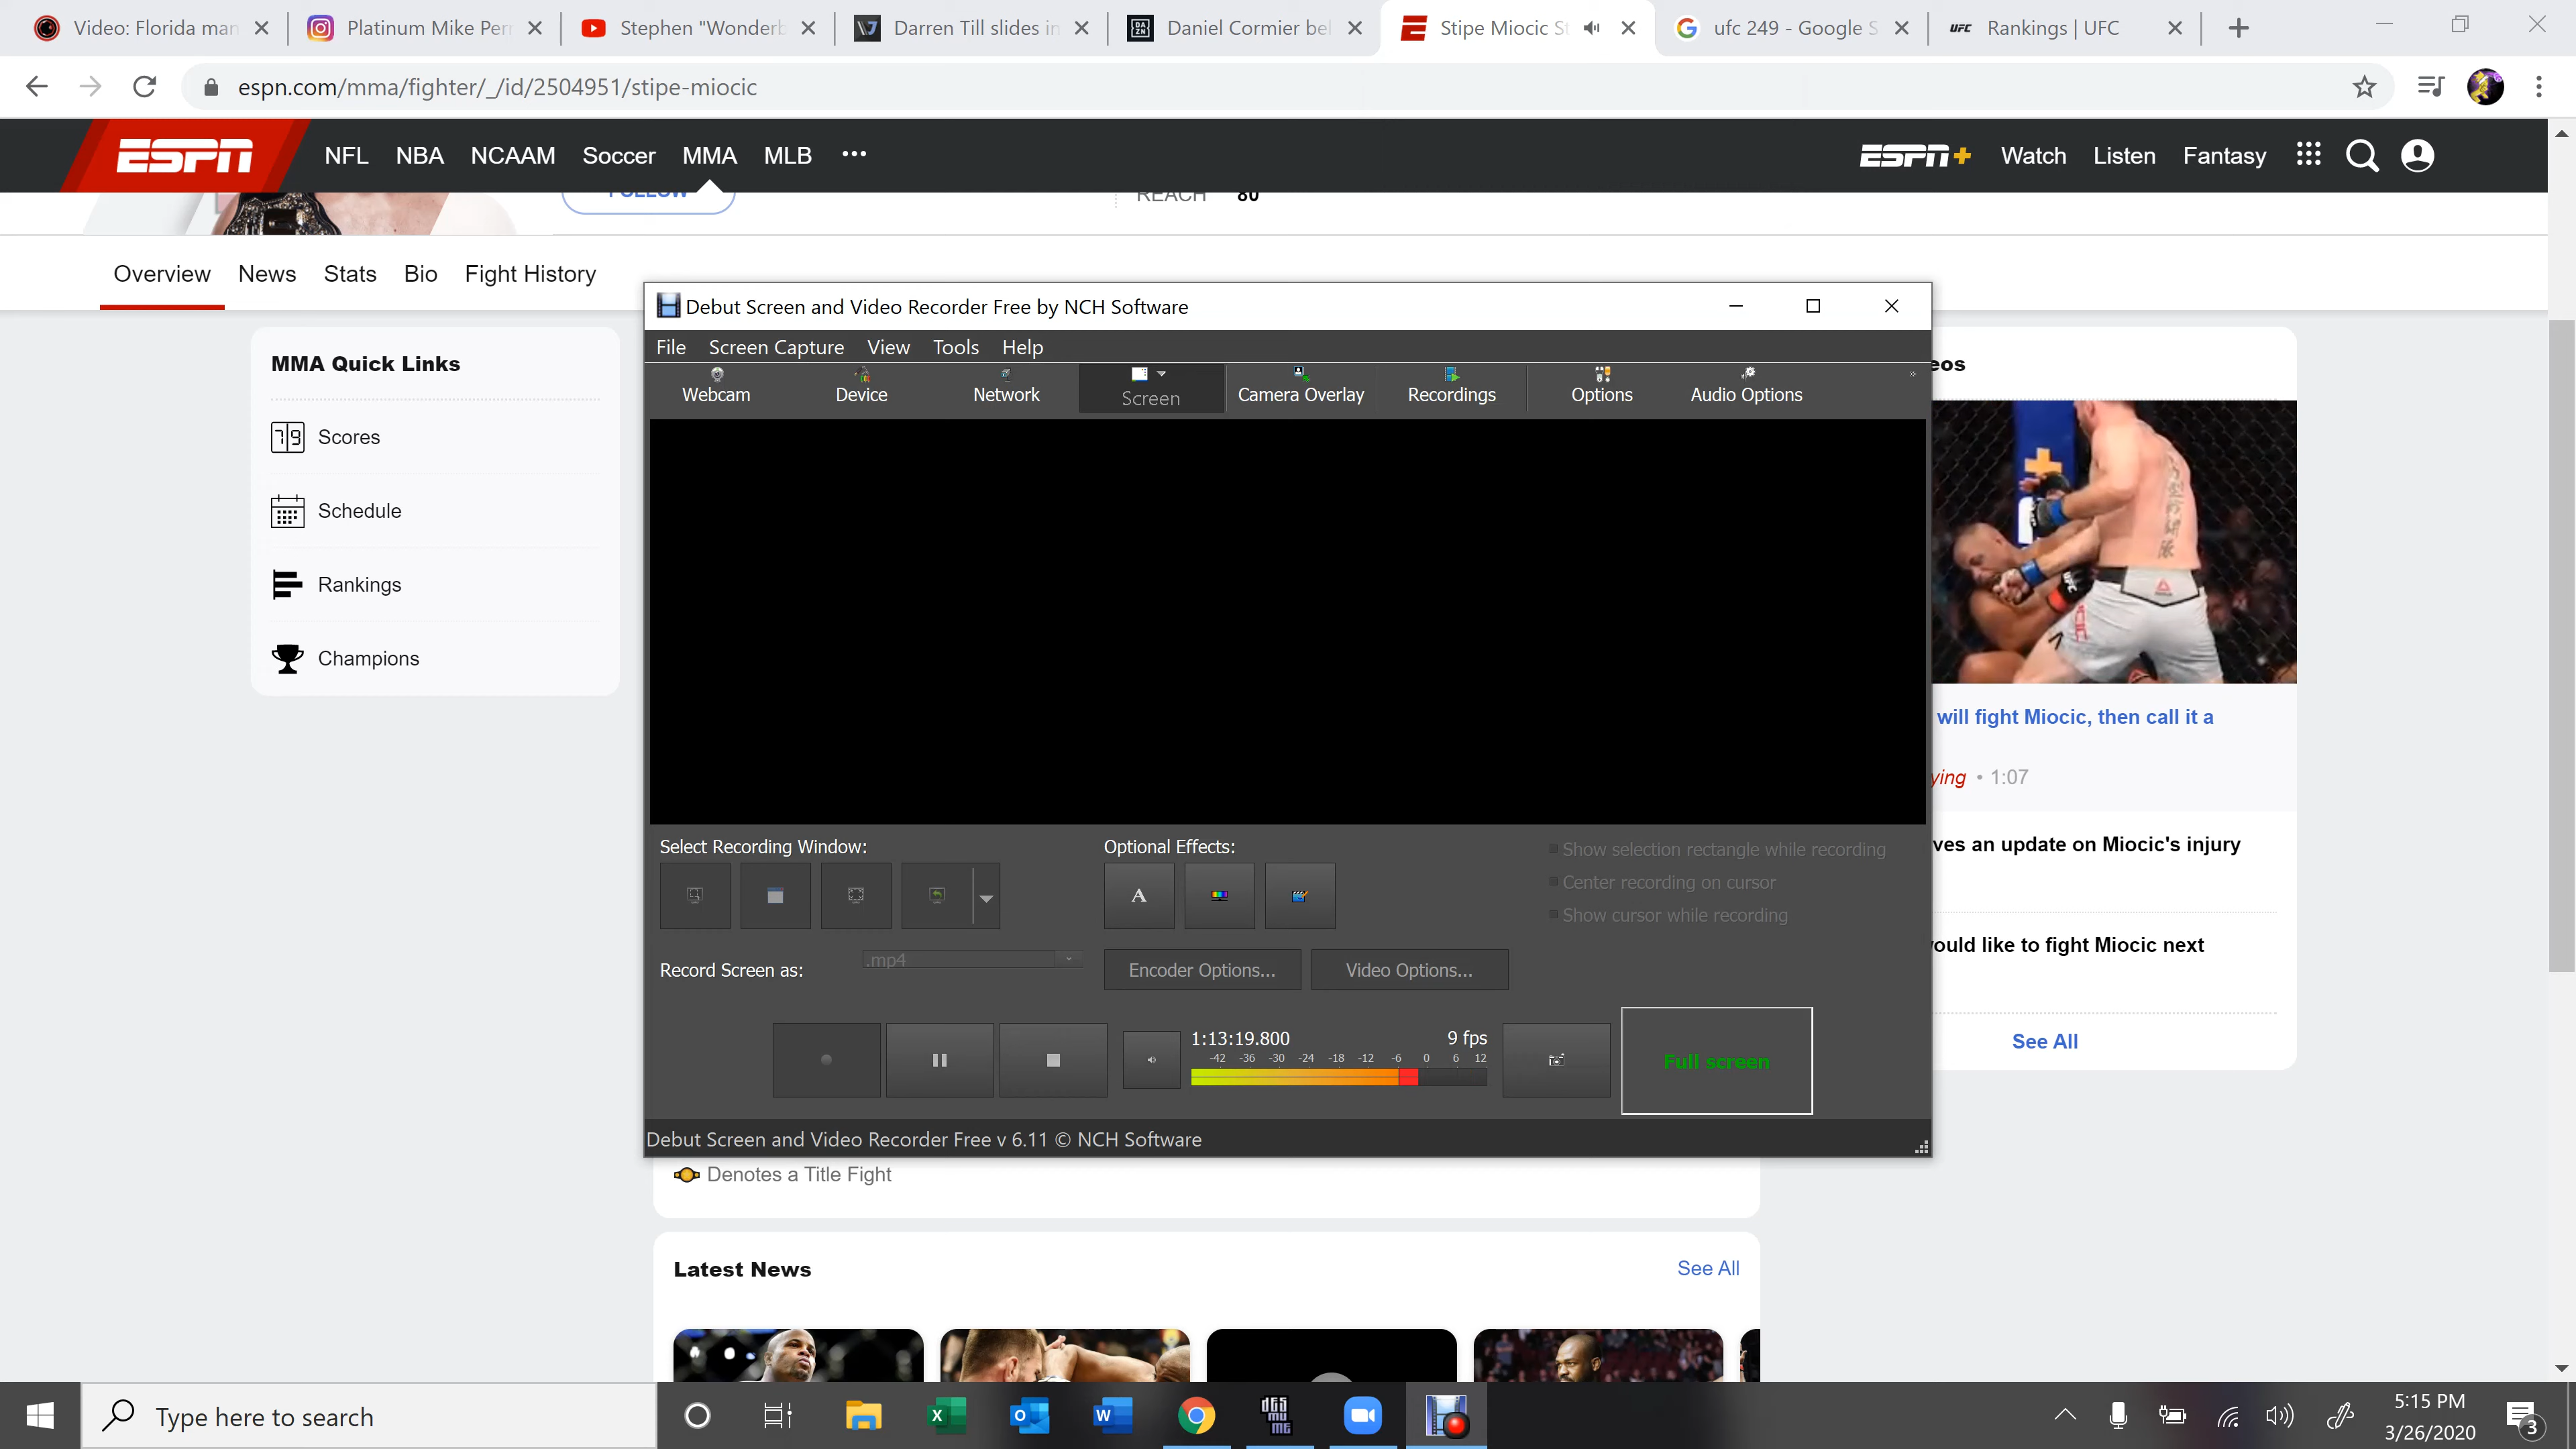 Video: Florida man
Platinum Mike Perr
Stephen "Wonderb
Darren Till slides in
DAZN
Daniel Cormier bel
Stipe Miocic St
ufc 249 - Google S
UFC
Rankings | UFC
espn.com/mma/fighter/_/id/2504951/stipe-miocic
ESPN
NFL
NBA
NCAAM
Soccer
MMA
MLB
ESPN+
Watch
Listen
Fantasy
FOLLOW
REACH 80
Overview
News
Stats
Bio
Fight History
MMA Quick Links
Scores
Schedule
Rankings
Champions
Debut Screen and Video Recorder Free by NCH Software
File
Screen Capture
View
Tools
Help
Webcam
Device
Network
Screen
Camera Overlay
Recordings
Options
Audio Options
Select Recording Window:
Optional Effects:
A
Show selection rectangle while recording
Center recording on cursor
Show cursor while recording
Record Screen as:
.mp4
Encoder Options...
Video Options...
1:13:19.800
9 fps
-42 -36 -30 -24 -18 -12 -6 0 6 12
Full screen
Debut Screen and Video Recorder Free v 6.11 © NCH Software
eos
will fight Miocic, then call it a
ying • 1:07
ves an update on Miocic's injury
ould like to fight Miocic next
See All
Denotes a Title Fight
Latest News
See All
Type here to search
5:15 PM
3/26/2020
3